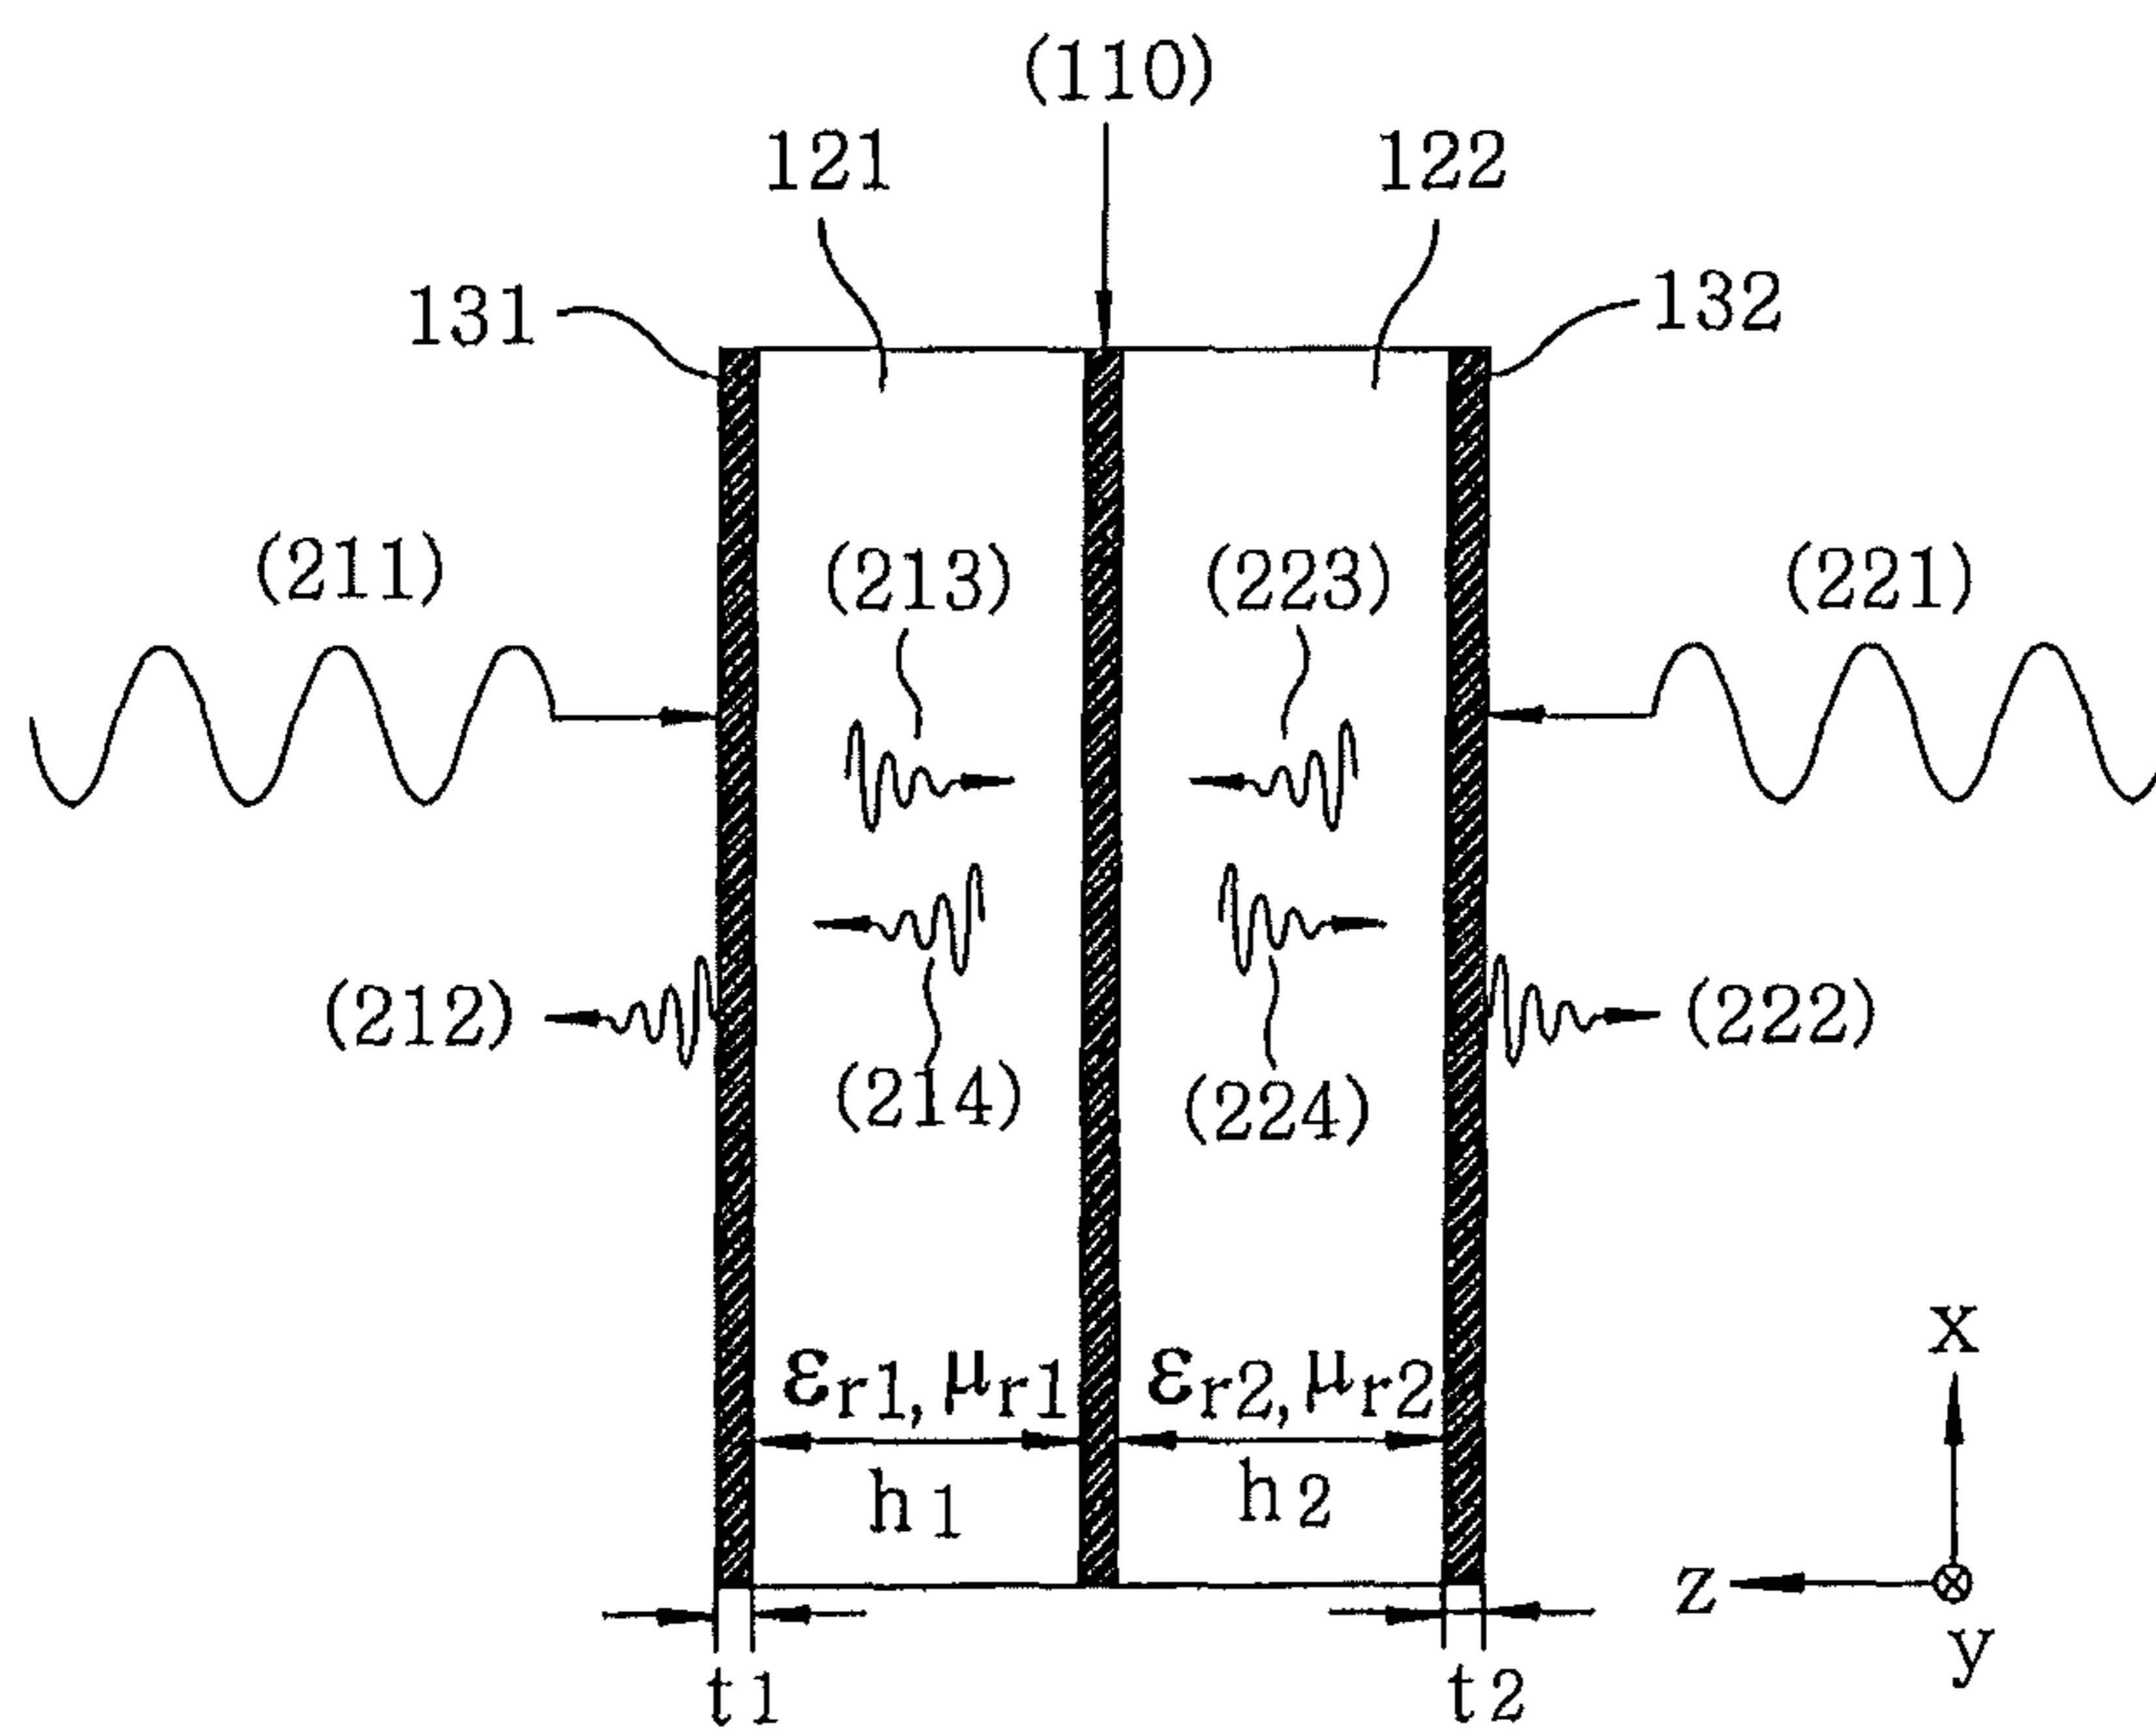 (110)
121 122
131 132
(211) (213) (223) (221)
(212) (222)
(214) (224)
εr1, μr1 εr2, μr2
h1 h2
x
z
y
t1 t2